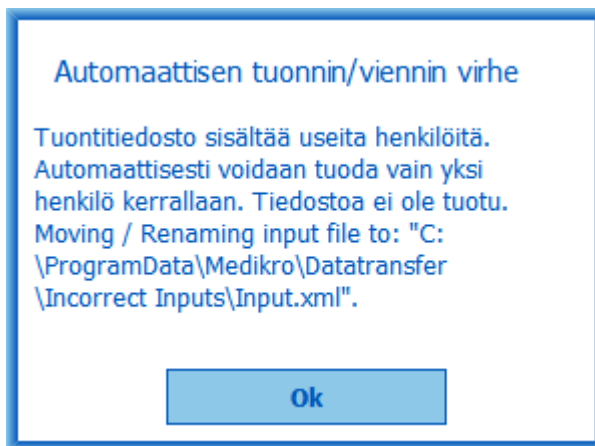 Automaattisen tuonnin/viennin virhe
Tuontitiedosto sisältää useita henkilöitä.
Automaattisesti voidaan tuoda vain yksi
henkilö kerrallaan. Tiedostoa ei ole tuotu.
Moving / Renaming input file to: "C:
\ProgramData\Medikro\Datatransfer
\Incorrect Inputs\Input.xml".
Ok